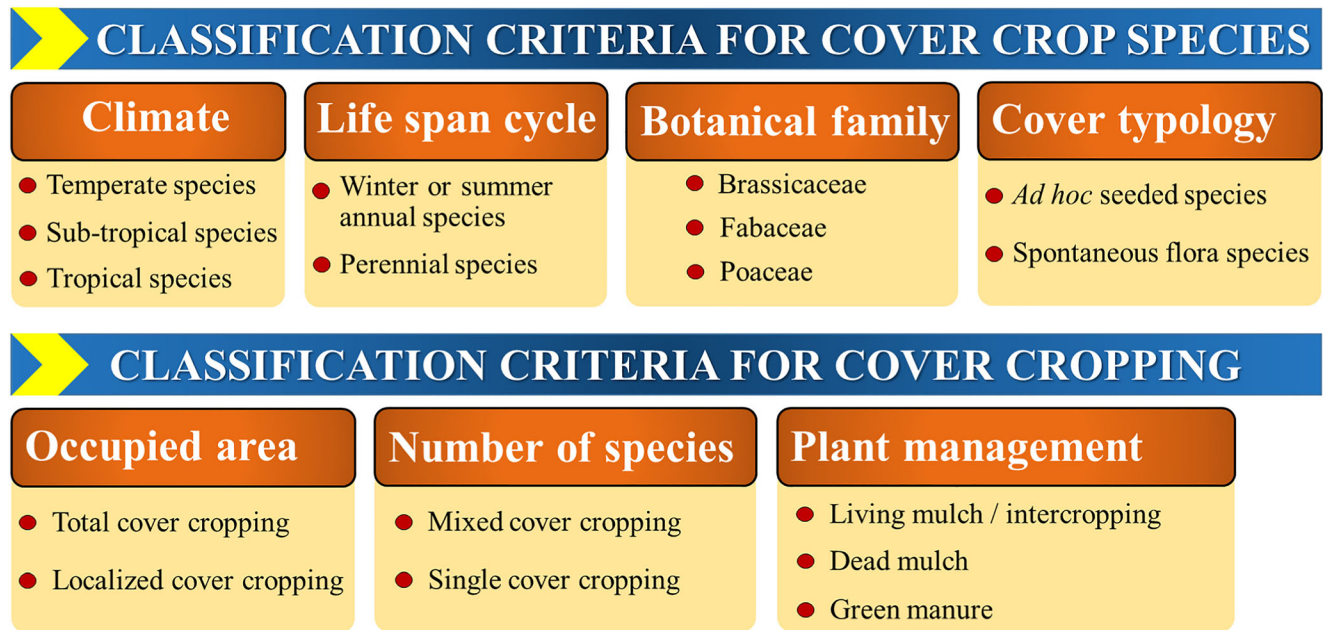 CLASSIFICATION CRITERIA FOR COVER CROP SPECIES
Climate
Temperate species
Sub-tropical species
Tropical species
Life span cycle
Winter or summer
annual species
Perennial species
Botanical family
Brassicaceae
Fabaceae
Poaceae
Cover typology
Ad hoc seeded species
Spontaneous flora species
CLASSIFICATION CRITERIA FOR COVER CROPPING
Occupied area
Total cover cropping
Localized cover cropping
Number of species
Mixed cover cropping
Single cover cropping
Plant management
Living mulch / intercropping
Dead mulch
Green manure